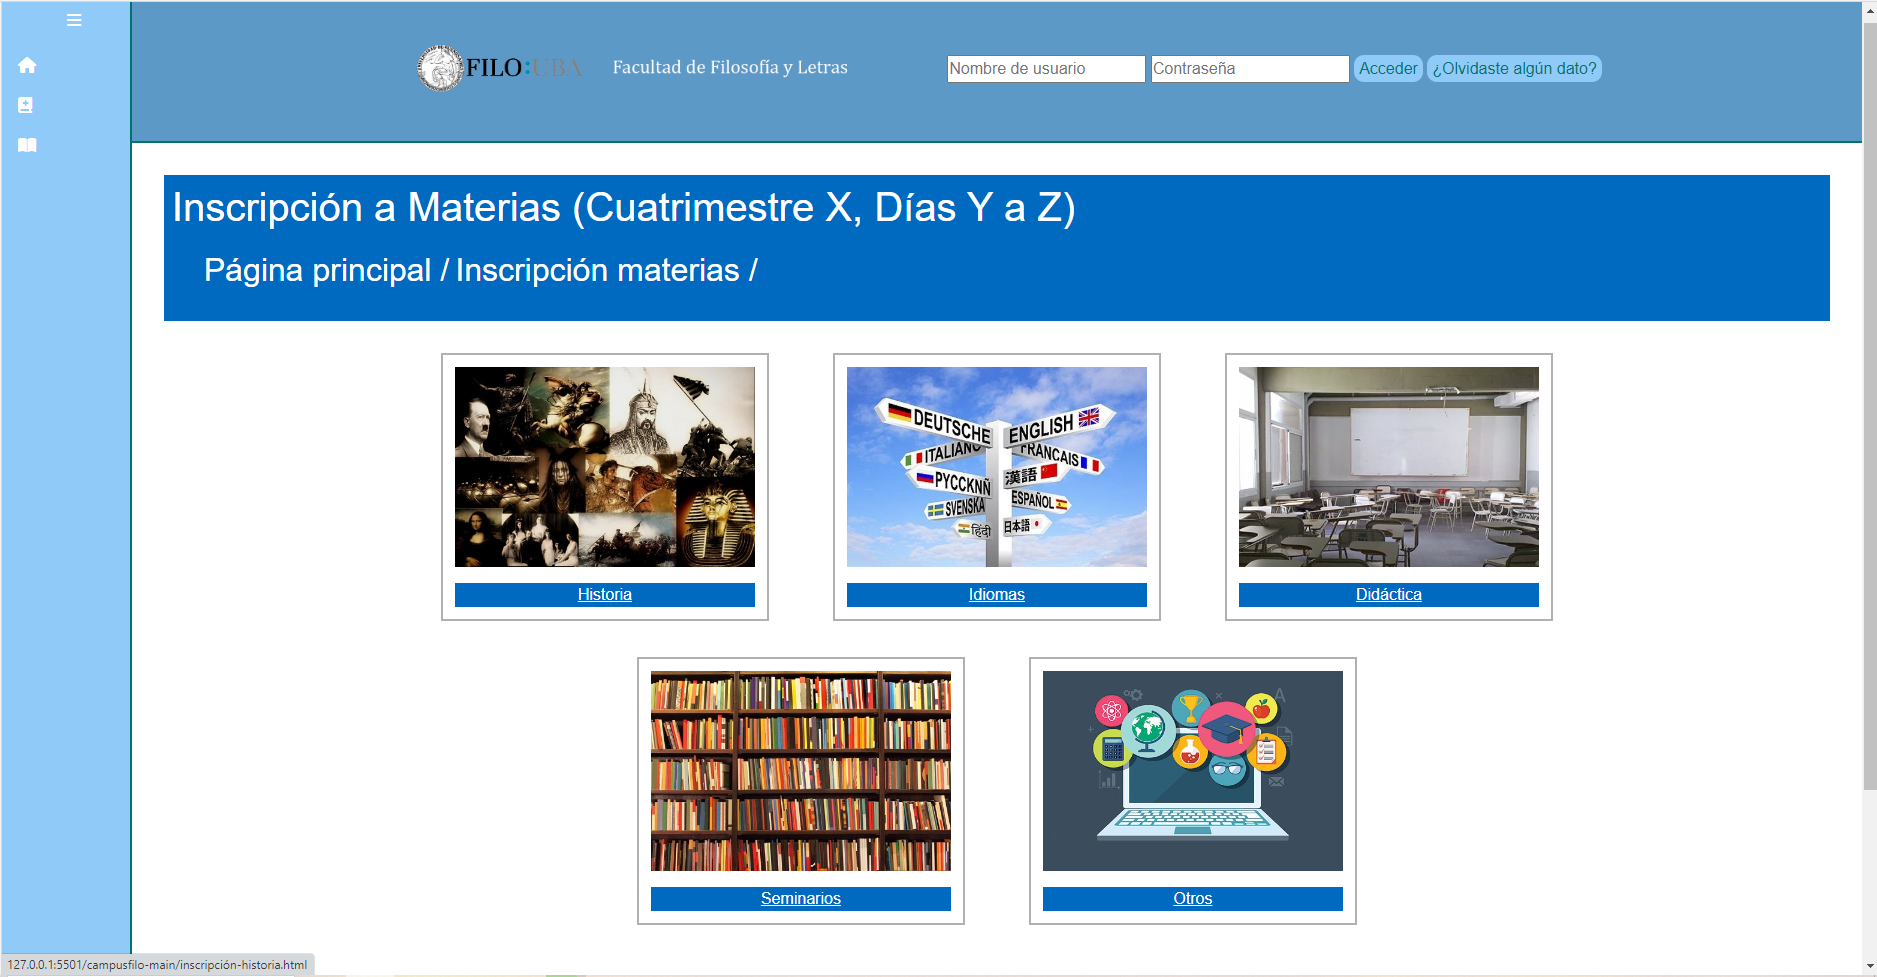 FILO:UBA
Facultad de Filosofía y Letras
Nombre de usuario
Contraseña
Acceder
¿Olvidaste algún dato?
Inscripción a Materias (Cuatrimestre X, Días Y a Z)
Página principal / Inscripción materias /
DEUTSCHE
ENGLISH
ITALIANO
FRANCAIS
РУССКNÑ
漢語
SVENSKA
ESPAÑOL
हिंदी
日本語
Historia
Idiomas
Didáctica
A
Seminarios
Otros
127.0.0.1:5501/campusfilo-main/inscripción-historia.html